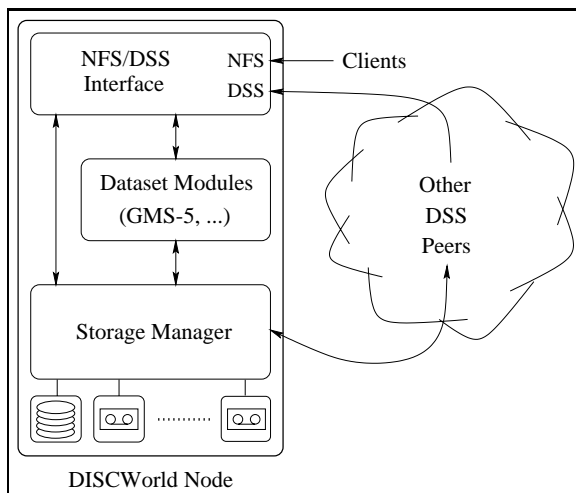 NFS/DSS
Interface
NFS
DSS
Clients
Dataset Modules
(GMS-5, ...)
Other
DSS
Peers
Storage Manager
DISCWorld Node